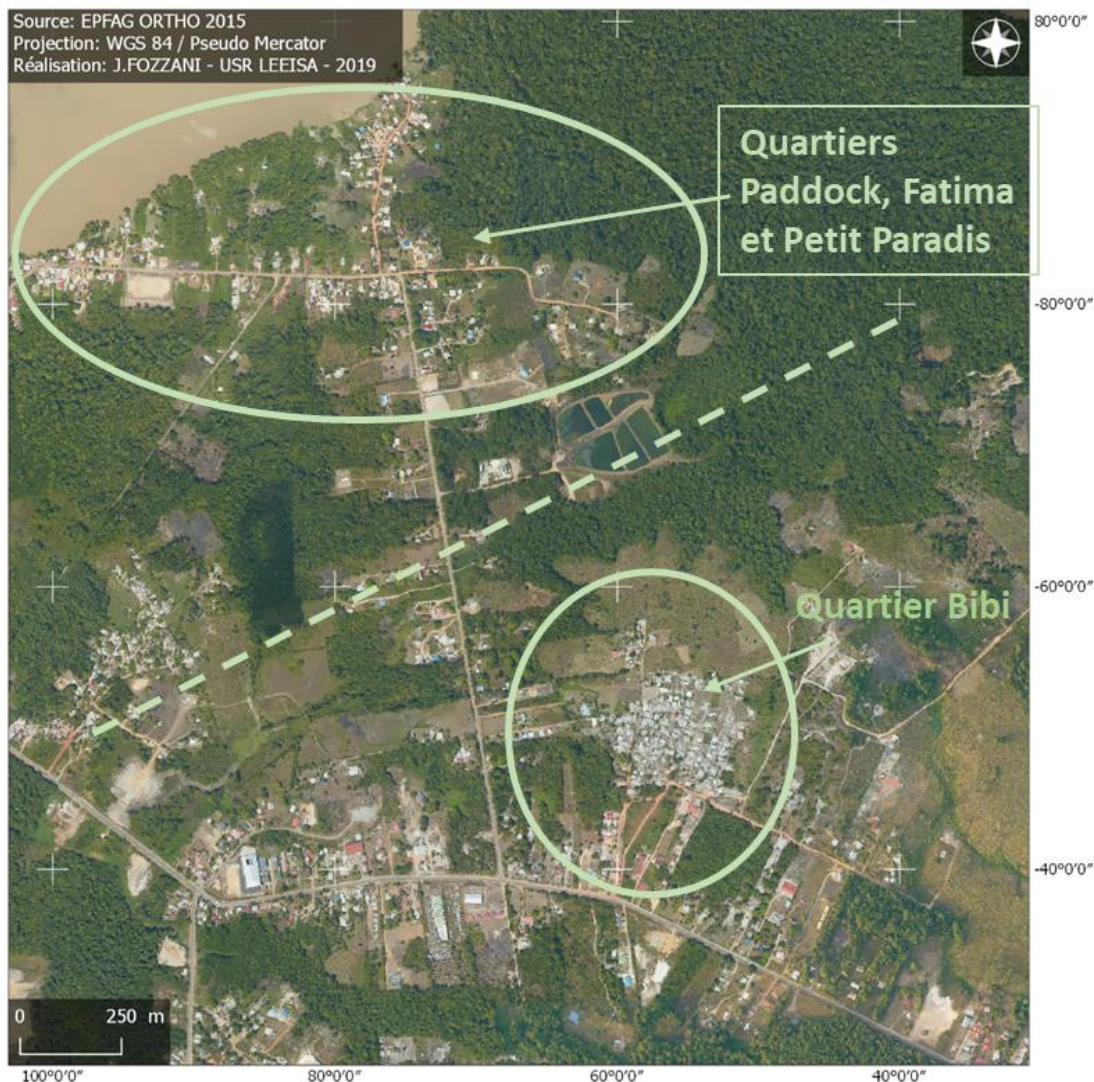 Source: EPFAG ORTHO 2015
Projection: WGS 84 / Pseudo Mercator
Réalisation: J.FOZZANI - USR LEEISA - 2019
80°0'0"
Quartiers
Paddock, Fatima
et Petit Paradis
-80°0'0"
-60°0'0"
Quartier Bibi
-40°0'0"
0 250 m
100°0'0"
80°0'0"
60°0'0"
40°0'0"